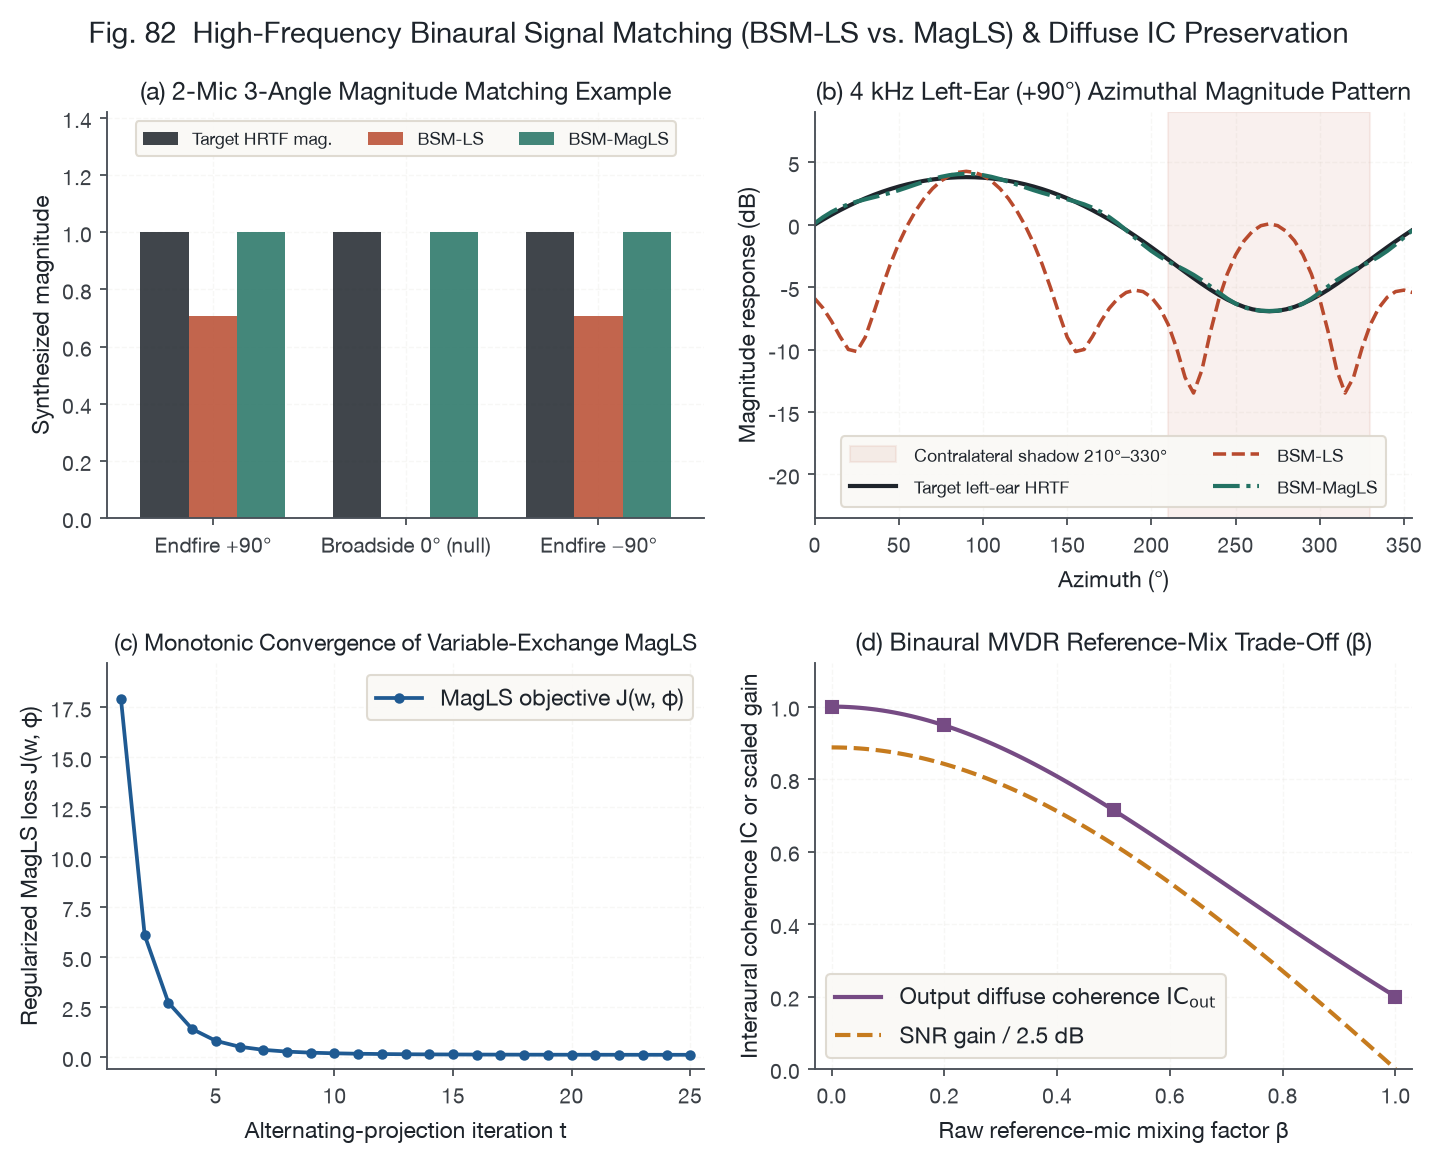 Fig. 82 High-Frequency Binaural Signal Matching (BSM-LS vs. MagLS) & Diffuse IC Preservation
(a) 2-Mic 3-Angle Magnitude Matching Example
Synthesized magnitude
1.4
1.2
1.0
0.8
0.6
0.4
0.2
0.0
Target HRTF mag.
BSM-LS
BSM-MagLS
Endfire +90°
Broadside 0° (null)
Endfire −90°
(b) 4 kHz Left-Ear (+90°) Azimuthal Magnitude Pattern
Magnitude response (dB)
5
0
-5
-10
-15
-20
Contralateral shadow 210°–330°
Target left-ear HRTF
BSM-LS
BSM-MagLS
0
50
100
150
200
250
300
350
Azimuth (°)
(c) Monotonic Convergence of Variable-Exchange MagLS
Regularized MagLS loss J(w, φ)
17.5
15.0
12.5
10.0
7.5
5.0
2.5
0.0
MagLS objective J(w, φ)
5
10
15
20
25
Alternating-projection iteration t
(d) Binaural MVDR Reference-Mix Trade-Off (β)
Interaural coherence IC or scaled gain
1.0
0.8
0.6
0.4
0.2
0.0
Output diffuse coherence IC_out
SNR gain / 2.5 dB
0.0
0.2
0.4
0.6
0.8
1.0
Raw reference-mic mixing factor β